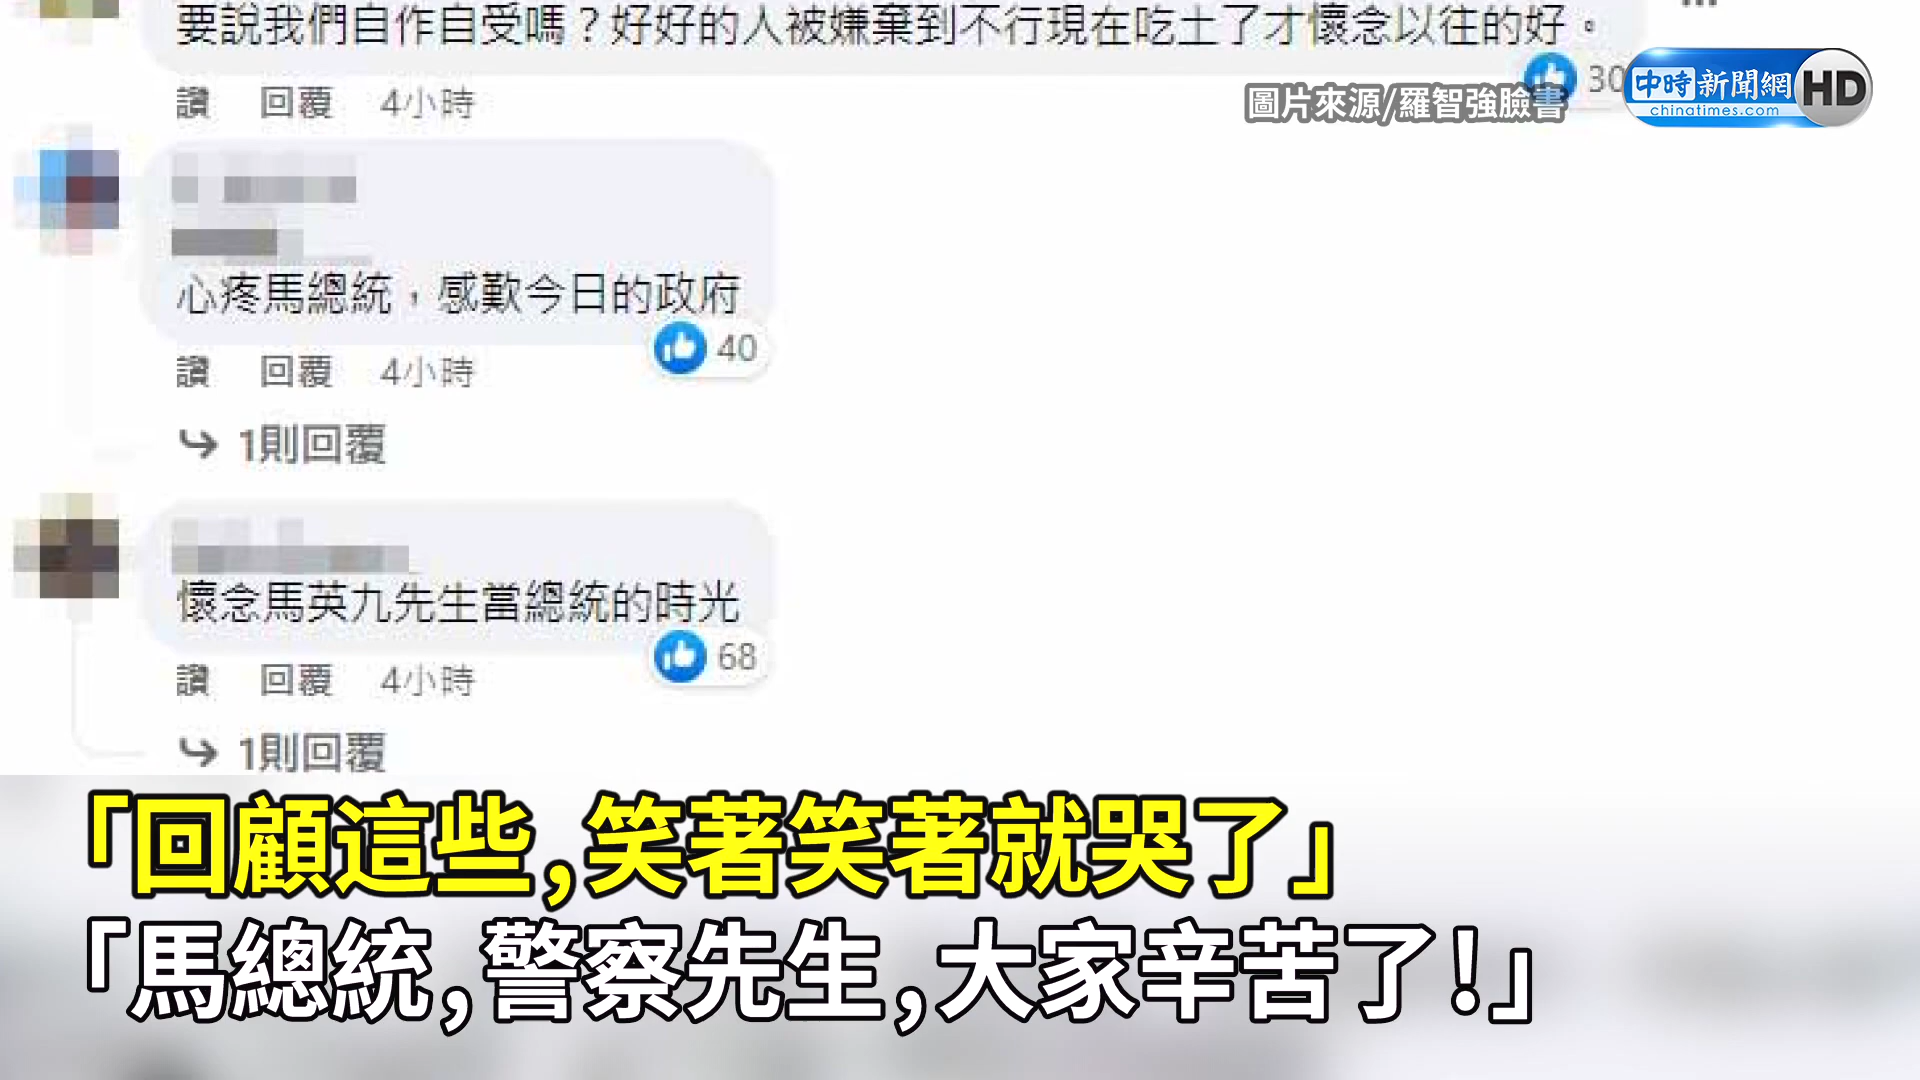 要說我們自作自受嗎？好好的人被嫌棄到不行現在吃土了才懷念以往的好。
讚 回覆 4小時
30
圖片來源/羅智強臉書
中時新聞網 HD
chinatimes.com
心疼馬總統，感歎今日的政府
40
讚 回覆 4小時
1則回覆
懷念馬英九先生當總統的時光
68
讚 回覆 4小時
1則回覆
「回顧這些,笑著笑著就哭了」
「馬總統,警察先生,大家辛苦了!」